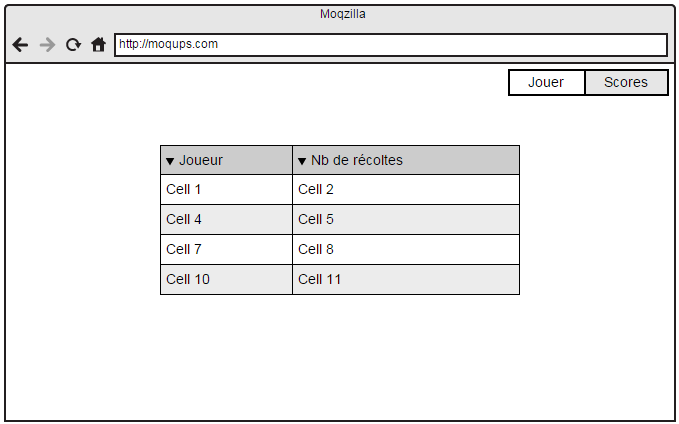 Moqzilla
http://moqups.com
Jouer Scores
Joueur Nb de récoltes
Cell 1 Cell 2
Cell 4 Cell 5
Cell 7 Cell 8
Cell 10 Cell 11